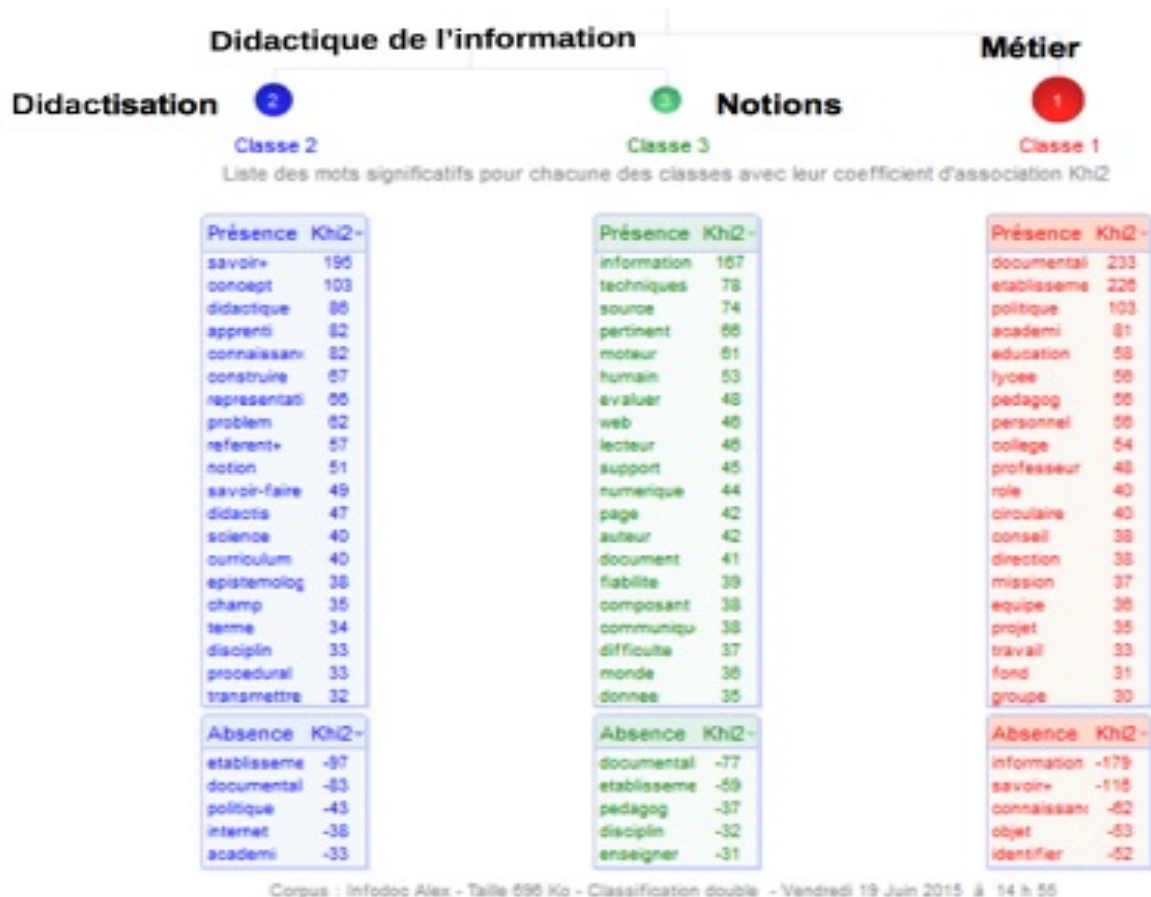 Didactique de l'information
Métier
Didactisation 2 3 Notions 1
Classe 2 Classe 3 Classe 1
Liste des mots significatifs pour chacune des classes avec leur coefficient d'association Khi2
Présence Khi2
savoir+ 195
concept 103
didactique 86
apprenti 82
connaissan 82
construire 67
representati 66
problem 62
referent+ 57
notion 51
savoir-faire 49
didactis 47
science 40
curriculum 40
epistemolog 38
champ 35
terme 34
disciplin 33
procedural 33
transmettre 32
Absence Khi2
etablisseme -97
documental -83
politique -43
internet -38
academi -33
Présence Khi2
information 167
techniques 78
source 74
pertinent 66
moteur 61
humain 53
evaluer 48
web 46
lecteur 46
support 45
numerique 44
page 42
auteur 42
document 41
fiabilite 39
composant 38
communiqu 38
difficulte 37
monde 36
donnee 35
Absence Khi2
documental -77
etablisseme -59
pedagog -37
disciplin -32
enseigner -31
Présence Khi2
documentali 233
etablisseme 226
politique 103
academi 81
education 58
lycee 56
pedagog 56
personnel 56
college 54
professeur 48
role 40
circulaire 40
conseil 38
direction 38
mission 37
equipe 36
projet 35
travail 33
fond 31
groupe 30
Absence Khi2
information -179
savoir+ -116
connaissan -62
objet -53
identifier -52
Corpus : Infodoc Alex - Taille 696 Ko - Classification double - Vendredi 19 Juin 2015 à 14 h 55